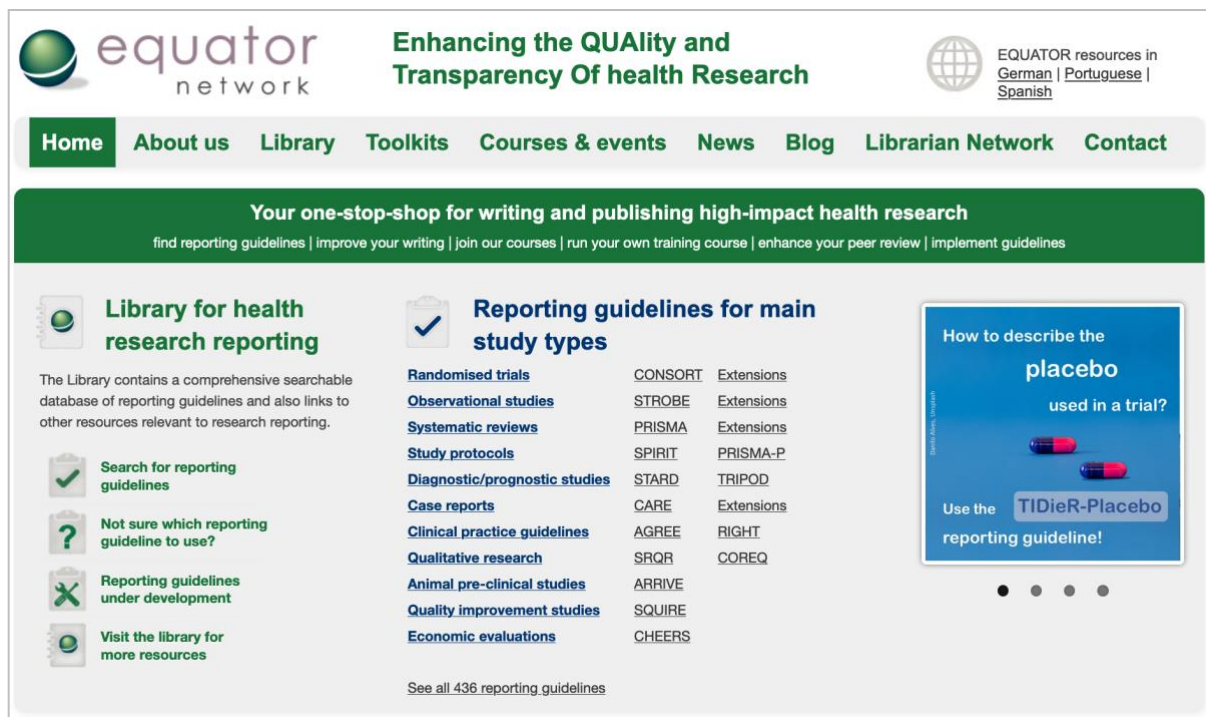 equator
network
Enhancing the QUAlity and
Transparency Of health Research
EQUATOR resources in
German | Portuguese |
Spanish
Home About us Library Toolkits Courses & events News Blog Librarian Network Contact
Your one-stop-shop for writing and publishing high-impact health research
find reporting guidelines | improve your writing | join our courses | run your own training course | enhance your peer review | implement guidelines
Library for health
research reporting
The Library contains a comprehensive searchable
database of reporting guidelines and also links to
other resources relevant to research reporting.
Search for reporting
guidelines
Not sure which reporting
guideline to use?
Reporting guidelines
under development
Visit the library for
more resources
Reporting guidelines for main
study types
Randomised trials CONSORT Extensions
Observational studies STROBE Extensions
Systematic reviews PRISMA Extensions
Study protocols SPIRIT PRISMA-P
Diagnostic/prognostic studies STARD TRIPOD
Case reports CARE Extensions
Clinical practice guidelines AGREE RIGHT
Qualitative research SRQR COREQ
Animal pre-clinical studies ARRIVE
Quality improvement studies SQUIRE
Economic evaluations CHEERS
See all 436 reporting guidelines
How to describe the
placebo
used in a trial?
Use the TIDieR-Placebo
reporting guideline!